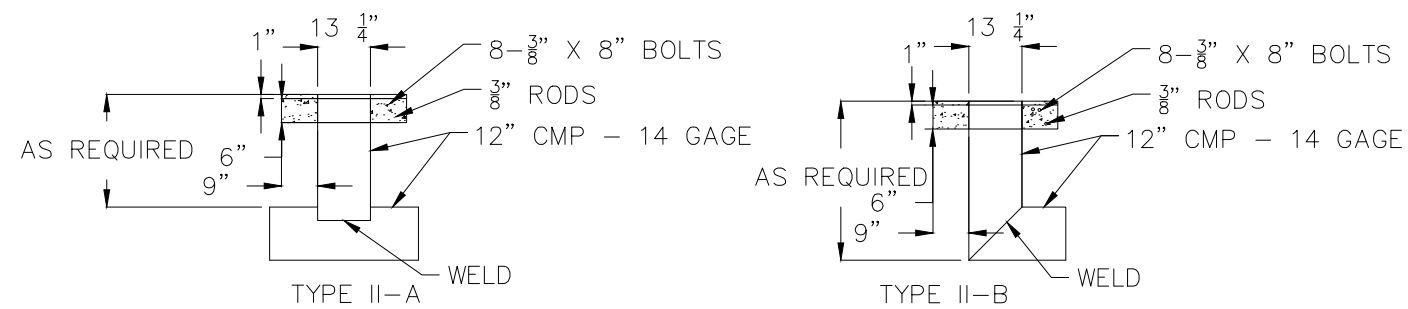 1” 13 1/4”
8-3/8” X 8” BOLTS
3/8” RODS
12” CMP - 14 GAGE
AS REQUIRED
6”
9”
WELD
TYPE II-A
1” 13 1/4”
8-3/8” X 8” BOLTS
3/8” RODS
12” CMP - 14 GAGE
AS REQUIRED
6”
9”
WELD
TYPE II-B